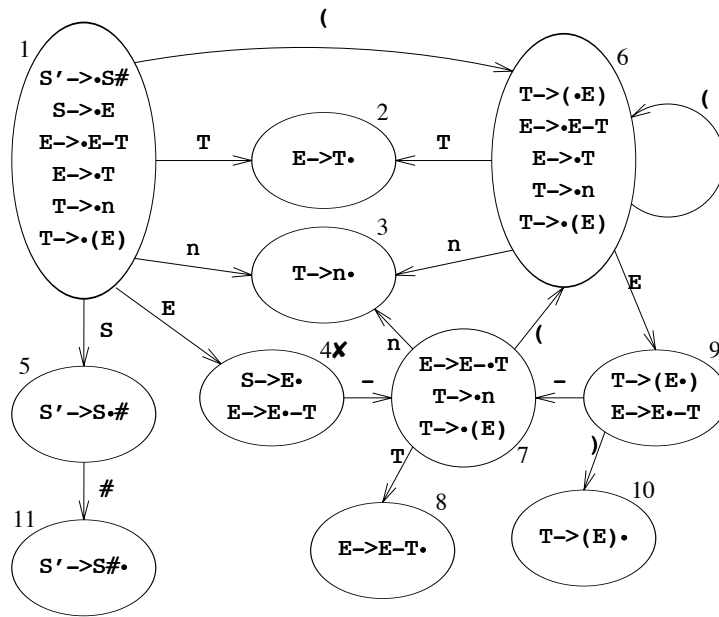 (
1
S'->•S#
S->•E
E->•E-T
E->•T
T->•n
T->•(E)
6
T->(•E)
E->•E-T
E->•T
T->•n
T->•(E)
(
2
E->T•
T
T
3
T->n•
n
n
E
S
E
n
(
4✘
S->E•
E->E•-T
-
E->E-•T
T->•n
T->•(E)
7
-
9
T->(E•)
E->E•-T
5
S'->S•#
#
T
)
8
E->E-T•
10
T->(E)•
11
S'->S#•